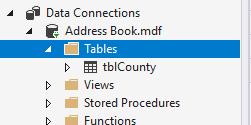 Data Connections
Address Book.mdf
Tables
tblCounty
Views
Stored Procedures
Functions